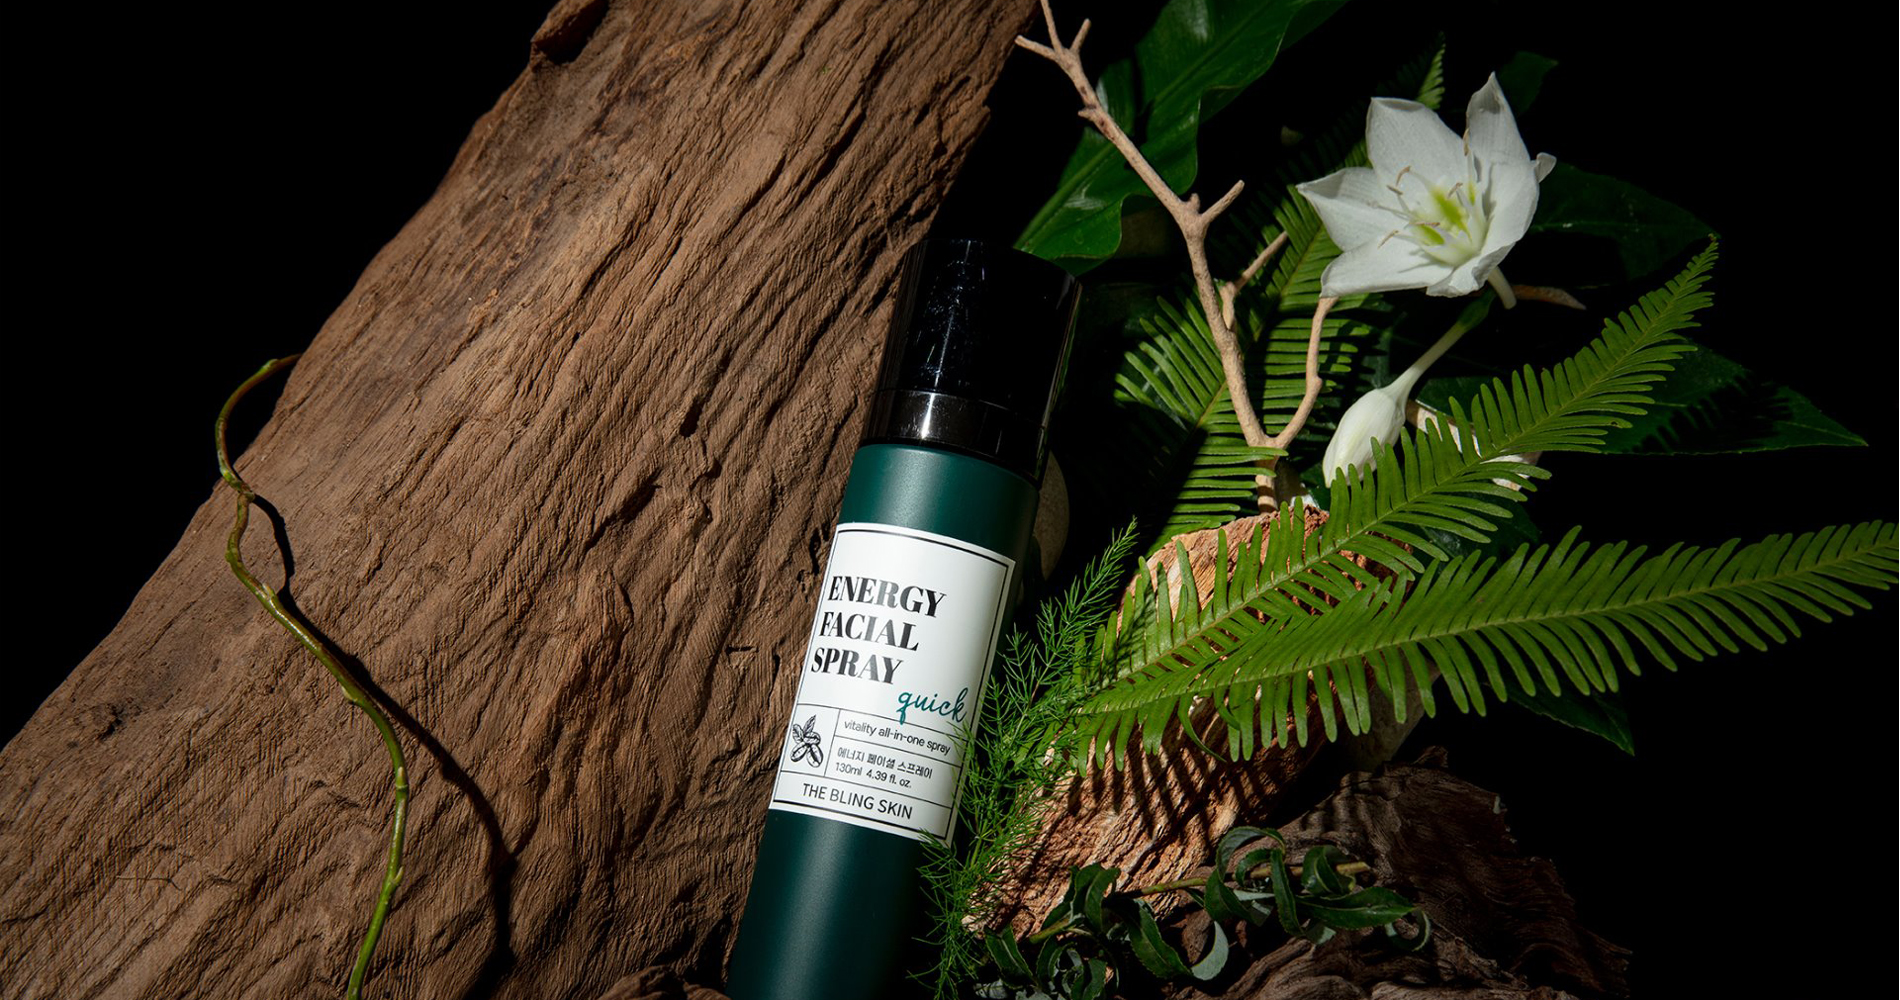 ENERGY
FACIAL
SPRAY
quick
vitality all-in-one spray
에너지 페이셜 스프레이
130ml 4.39 fl. oz.
THE BLING SKIN